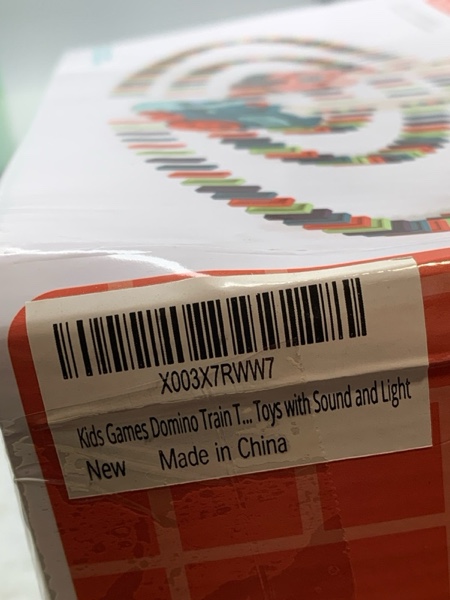 X003X7RWW7
Kids Games Domino Train T...Toys with Sound and Light
New Made in China